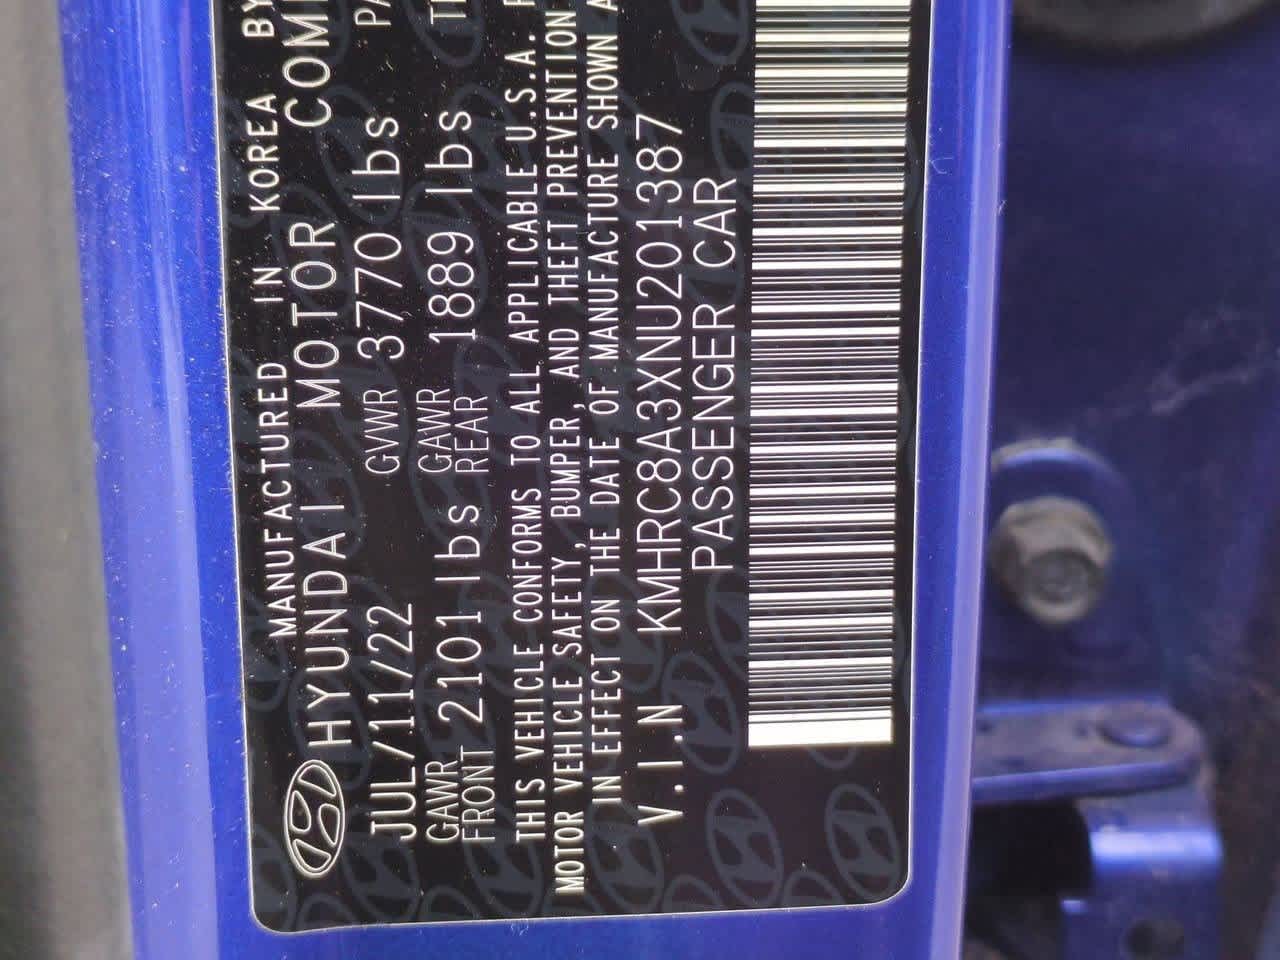 MANUFACTURED IN KOREA BY
HYUNDAI MOTOR
JUL/11/22 GVWR 3770 lbs
GAWR FRONT 2101 lbs GAWR REAR 1889 lbs
THIS VEHICLE CONFORMS TO ALL APPLICABLE U.S.A.
MOTOR VEHICLE SAFETY, BUMPER, AND THEFT PREVENTION
IN EFFECT ON THE DATE OF MANUFACTURE SHOWN
V.I.N KMHRC8A3XNU201387
PASSENGER CAR